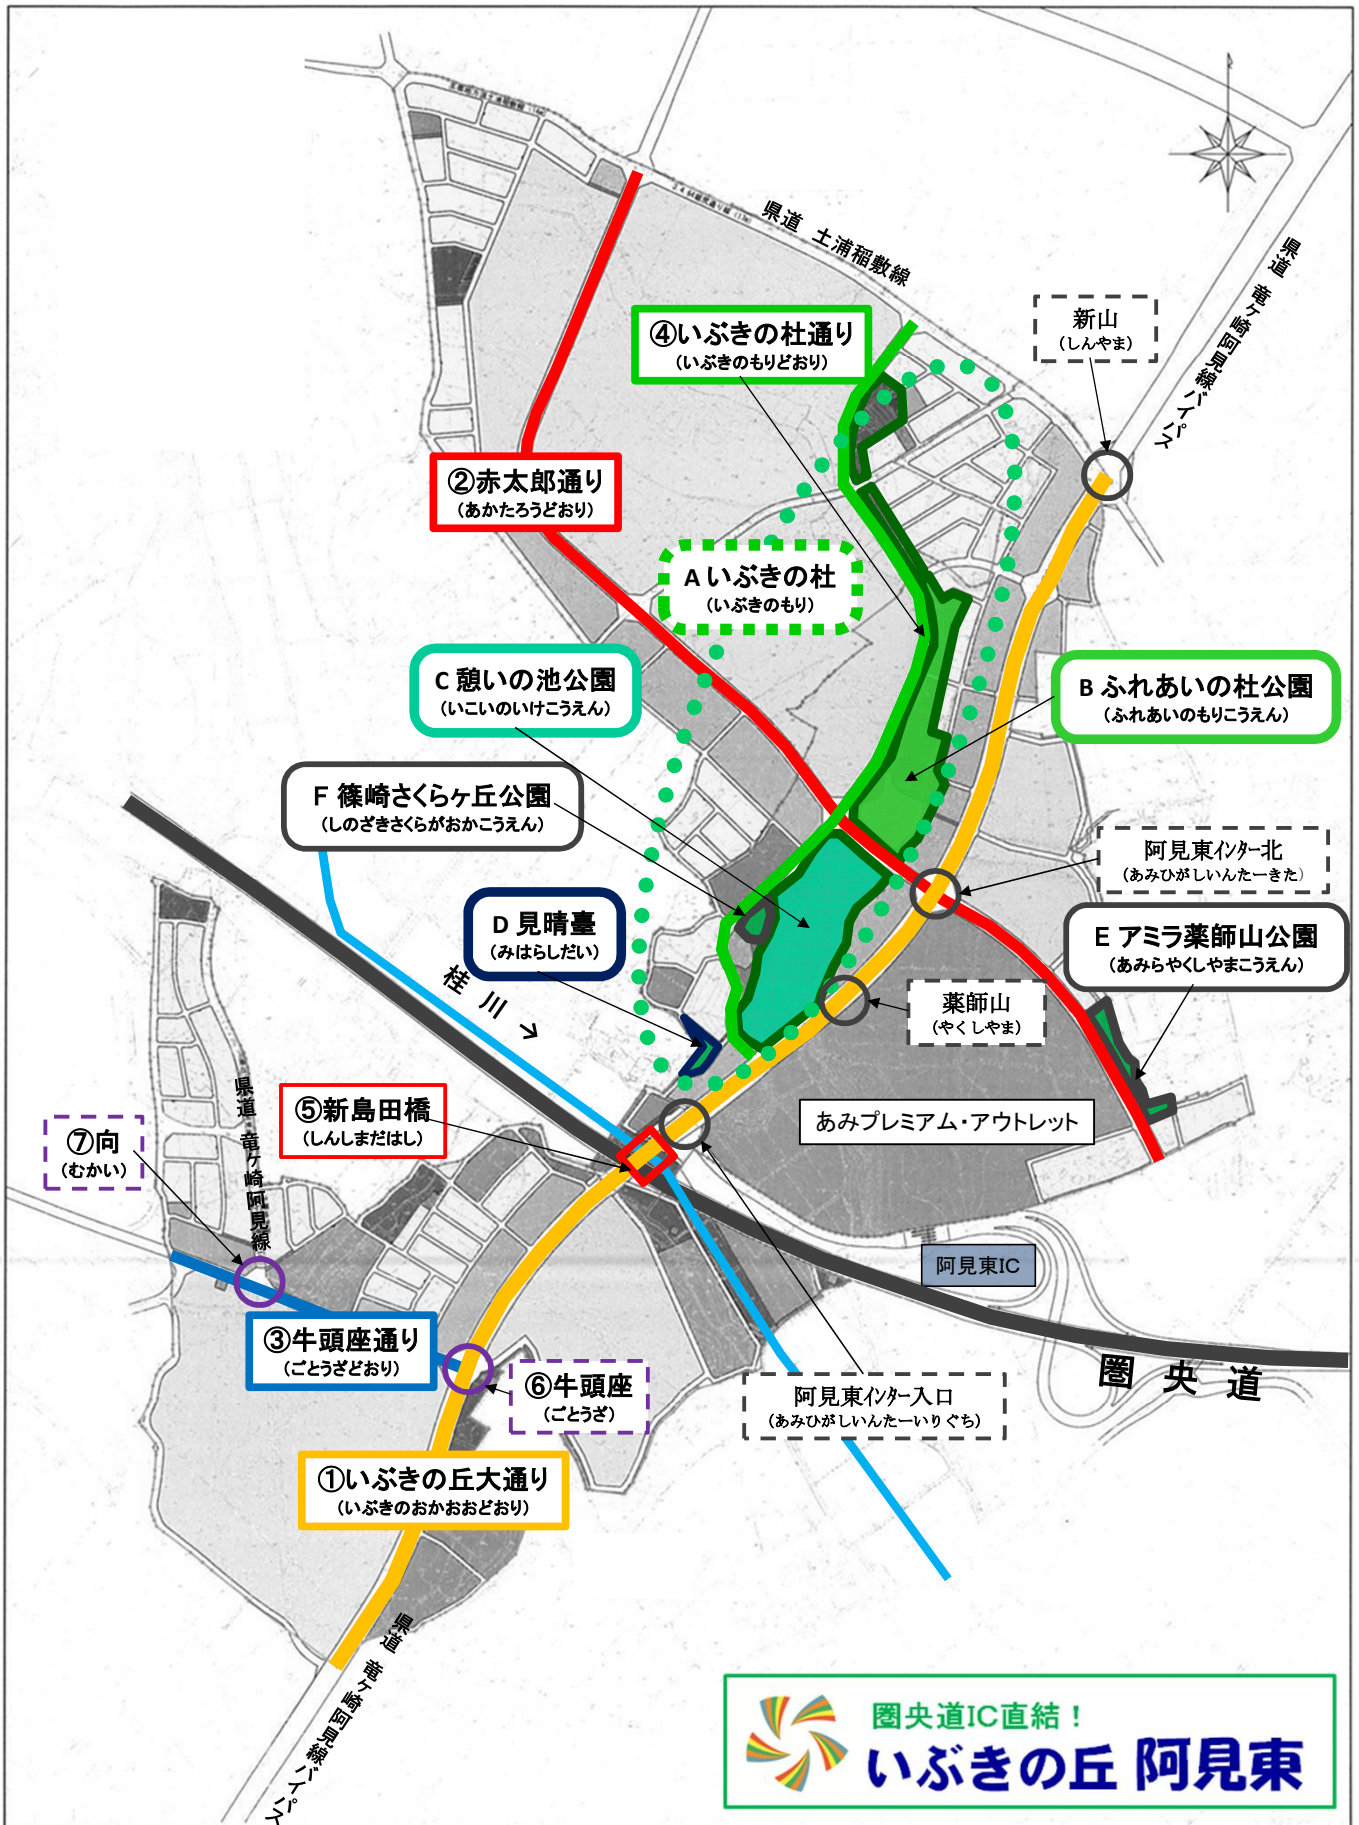 県道 土浦稲敷線
県道 竜ヶ崎阿見線バイパス
新山
(しんやま)
④いぶきの杜通り
(いぶきのもりどおり)
②赤太郎通り
(あかたろうどおり)
A いぶきの杜
(いぶきのもり)
C 憩いの池公園
(いこいのいけこうえん)
B ふれあいの杜公園
(ふれあいのもりこうえん)
F 篠崎さくらヶ丘公園
(しのざきさくらがおかこうえん)
阿見東インター北
(あみひがしいんたーきた)
D 見晴臺
(みはらしだい)
E アミラ薬師山公園
(あみらやくしやまこうえん)
桂川
薬師山
(やくしやま)
県道 竜ヶ崎阿見線
⑤新島田橋
(しんしまだはし)
あみプレミアム・アウトレット
⑦向
(むかい)
阿見東IC
③牛頭座通り
(ごとうざどおり)
圏央道
⑥牛頭座
(ごとうざ)
阿見東インター入口
(あみひがしいんたーいりぐち)
①いぶきの丘大通り
(いぶきのおかおおどおり)
県道 竜ヶ崎阿見線バイパス
圏央道IC直結！
いぶきの丘 阿見東